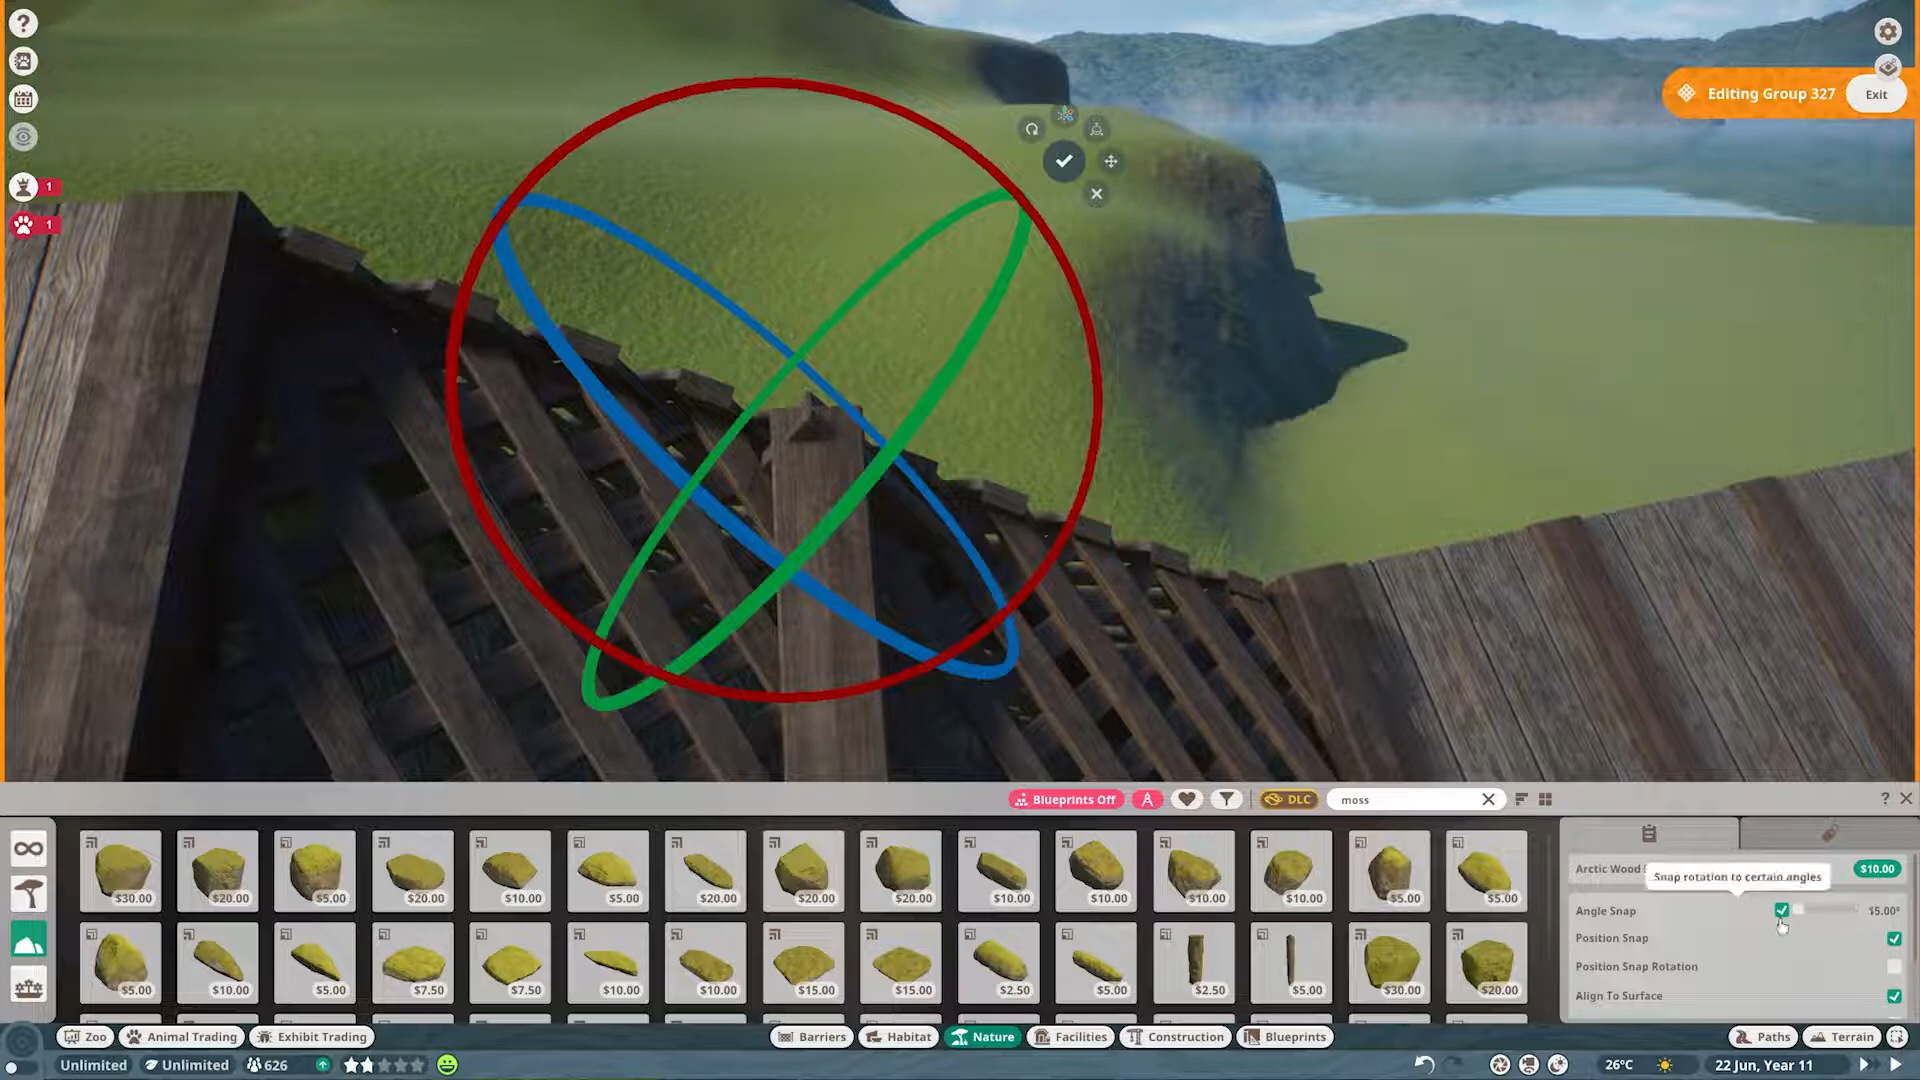 ?
Editing Group 327
Exit
1
1
Blueprints Off
DLC
moss
?
$30.00
$20.00
$5.00
$20.00
$10.00
$5.00
$20.00
$20.00
$20.00
$10.00
$10.00
$10.00
$10.00
$5.00
$5.00
$5.00
$10.00
$5.00
$7.50
$7.50
$10.00
$10.00
$15.00
$15.00
$2.50
$5.00
$2.50
$5.00
$30.00
$20.00
Arctic Wood
$10.00
Snap rotation to certain angles
Angle Snap
Position Snap
Position Snap Rotation
Align To Surface
Zoo
Animal Trading
Exhibit Trading
Barriers
Habitat
Nature
Facilities
Construction
Blueprints
Paths
Terrain
Unlimited
Unlimited
626
26°C
22 Jun, Year 11